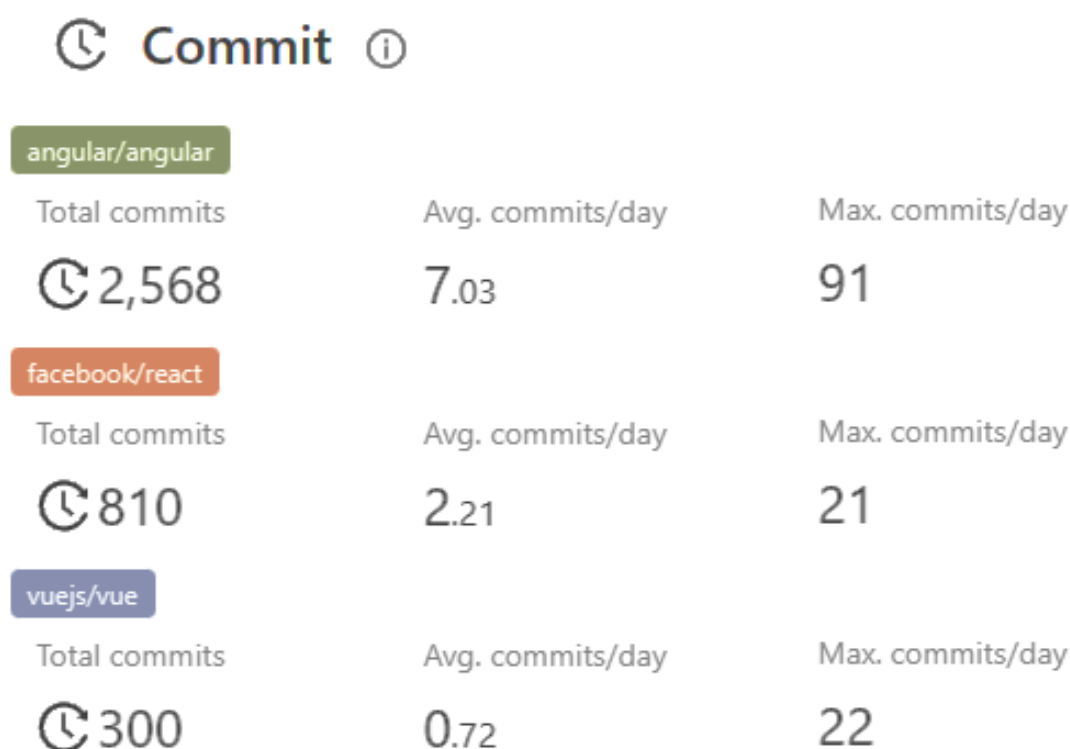 Commit
angular/angular
Total commits Avg. commits/day Max. commits/day
2,568 7.03 91
facebook/react
Total commits Avg. commits/day Max. commits/day
810 2.21 21
vuejs/vue
Total commits Avg. commits/day Max. commits/day
300 0.72 22